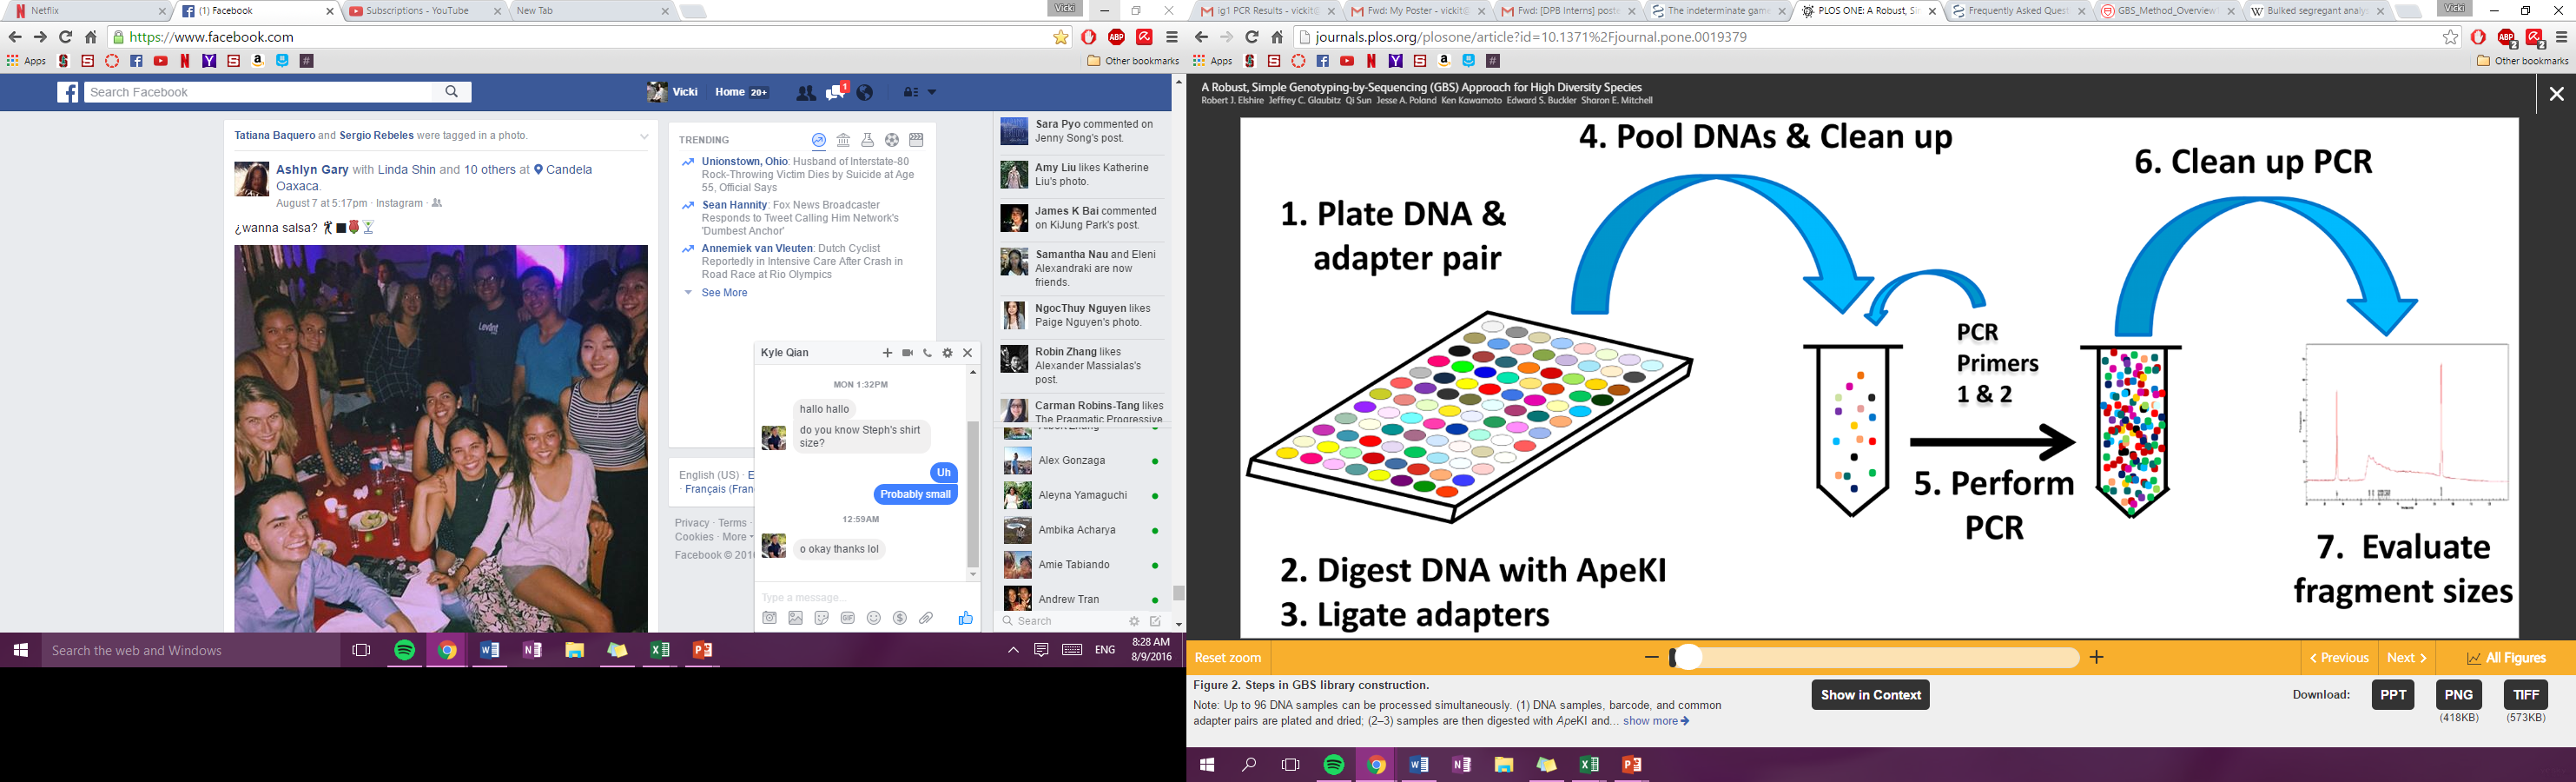 Netflix
(1) Facebook
Subscriptions - YouTube
New Tab
Vicki
https://www.facebook.com
Apps
Other bookmarks
Search Facebook
Vicki
Home 20+
1
Tatiana Baquero and Sergio Rebeles were tagged in a photo.
Ashlyn Gary with Linda Shin and 10 others at Candela
Oaxaca.
August 7 at 5:17pm · Instagram ·
¿wanna salsa?
TRENDING
Unionstown, Ohio: Husband of Interstate-80
Rock-Throwing Victim Dies by Suicide at Age
55, Official Says
Sean Hannity: Fox News Broadcaster
Responds to Tweet Calling Him Network's
'Dumbest Anchor'
Annemiek van Vleuten: Dutch Cyclist
Reportedly in Intensive Care After Crash in
Road Race at Rio Olympics
See More
English (US) · E
· Français (Fran
Privacy · Terms ·
Cookies · More
Facebook © 201
Kyle Qian
MON 1:32PM
hallo hallo
do you know Steph's shirt
size?
Uh
Probably small
12:59AM
o okay thanks lol
Type a message...
Sara Pyo commented on
Jenny Song's post.
Amy Liu likes Katherine
Liu's photo.
James K Bai commented
on KiJung Park's post.
Samantha Nau and Eleni
Alexandraki are now
friends.
NgocThuy Nguyen likes
Paige Nguyen's photo.
Robin Zhang likes
Alexander Massialas's
post.
Carman Robins-Tang likes
The Pragmatic Progressive
Alex Gonzaga
Aleyna Yamaguchi
Ambika Acharya
Amie Tabiando
Andrew Tran
Search
Search the web and Windows
ENG
8:28 AM
8/9/2016
ig1 PCR Results - vickit@
Fwd: My Poster - vickit@
Fwd: [DPB Interns] poste
The indeterminate game
PLOS ONE: A Robust, Si
Frequently Asked Quest
GBS_Method_Overview
Bulked segregant analy
Vicki
journals.plos.org/plosone/article?id=10.1371%2Fjournal.pone.0019379
Apps
Other bookmarks
A Robust, Simple Genotyping-by-Sequencing (GBS) Approach for High Diversity Species
Robert J. Elshire Jeffrey C. Glaubitz Qi Sun Jesse A. Poland Ken Kawamoto Edward S. Buckler Sharon E. Mitchell
4. Pool DNAs & Clean up
6. Clean up PCR
1. Plate DNA &
adapter pair
PCR
Primers
1 & 2
5. Perform
PCR
2. Digest DNA with ApeKI
3. Ligate adapters
7. Evaluate
fragment sizes
Reset zoom
Previous
Next
All Figures
Figure 2. Steps in GBS library construction.
Note: Up to 96 DNA samples can be processed simultaneously. (1) DNA samples, barcode, and common
adapter pairs are plated and dried; (2–3) samples are then digested with ApeKI and... show more
Show in Context
Download:
PPT
PNG
TIFF
(418KB)
(573KB)